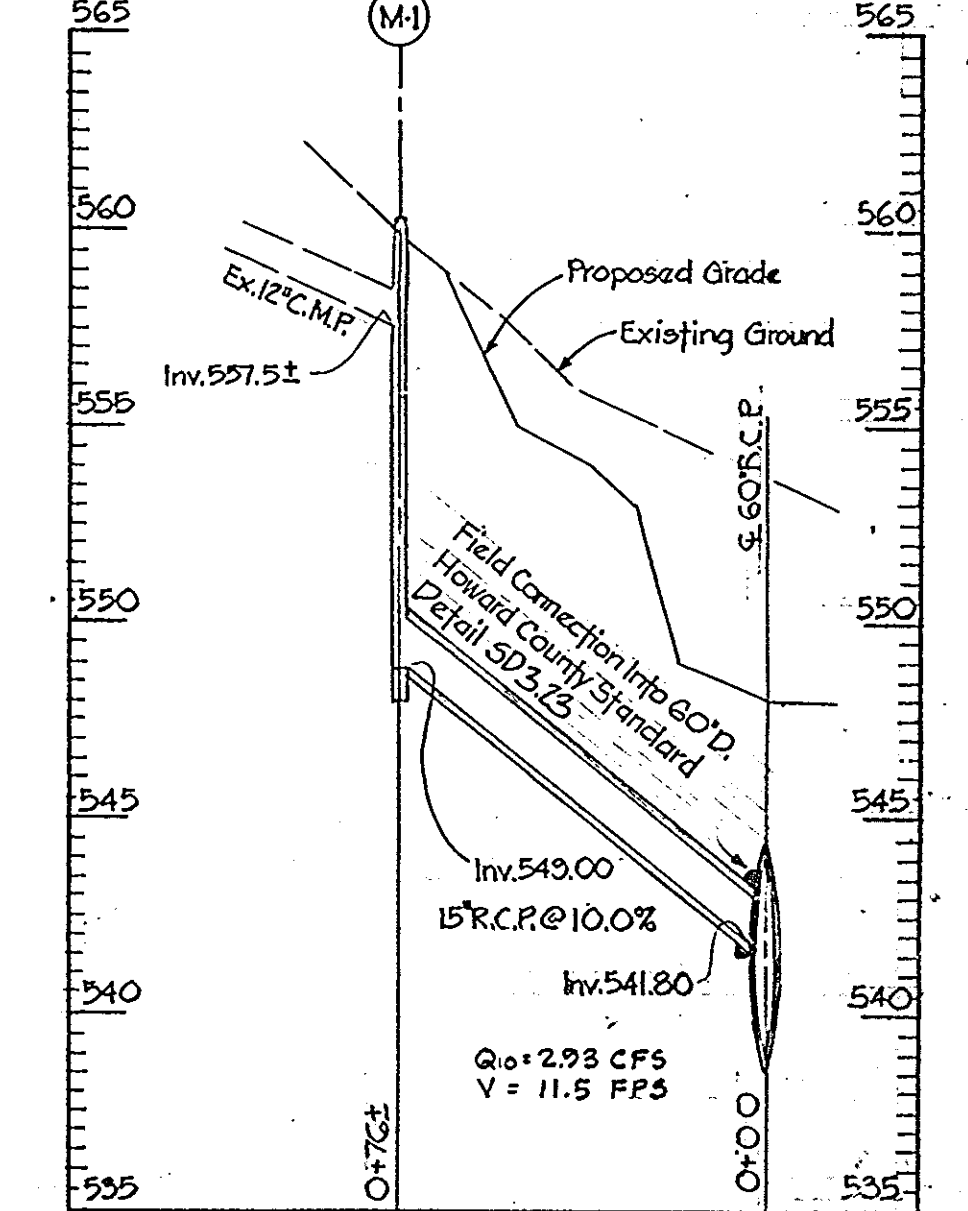 565
565
M-1
560
560
Proposed Grade
Ex.12"C.M.P.
Existing Ground
Inv.557.5±
555
555
℄ 60"R.C.P.
Field Connection Into 60"D.
Howard County Standard
Detail SD3.23
550
550
545
545
Inv.549.00
15"R.C.P.@10.0%
Inv.541.80
540
540
Q10=2.93 CFS
V = 11.5 FPS
0+76±
0+00
535
535